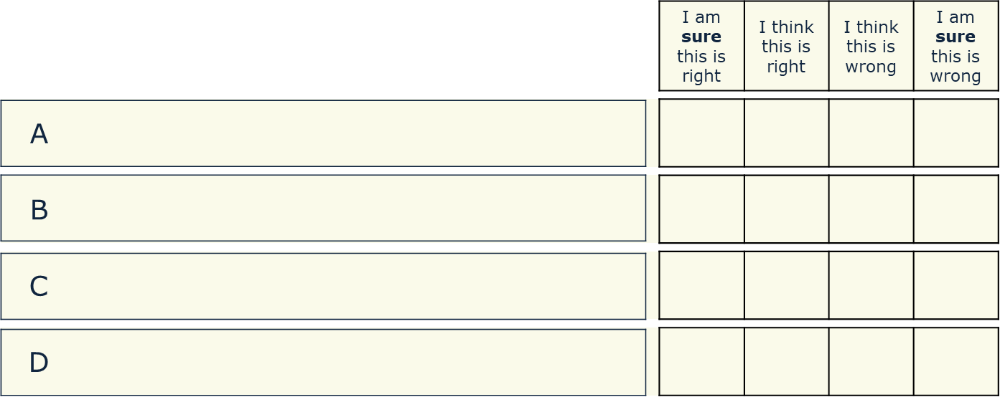 I am
sure
this is
right
I think
this is
right
I think
this is
wrong
I am
sure
this is
wrong
A
B
C
D